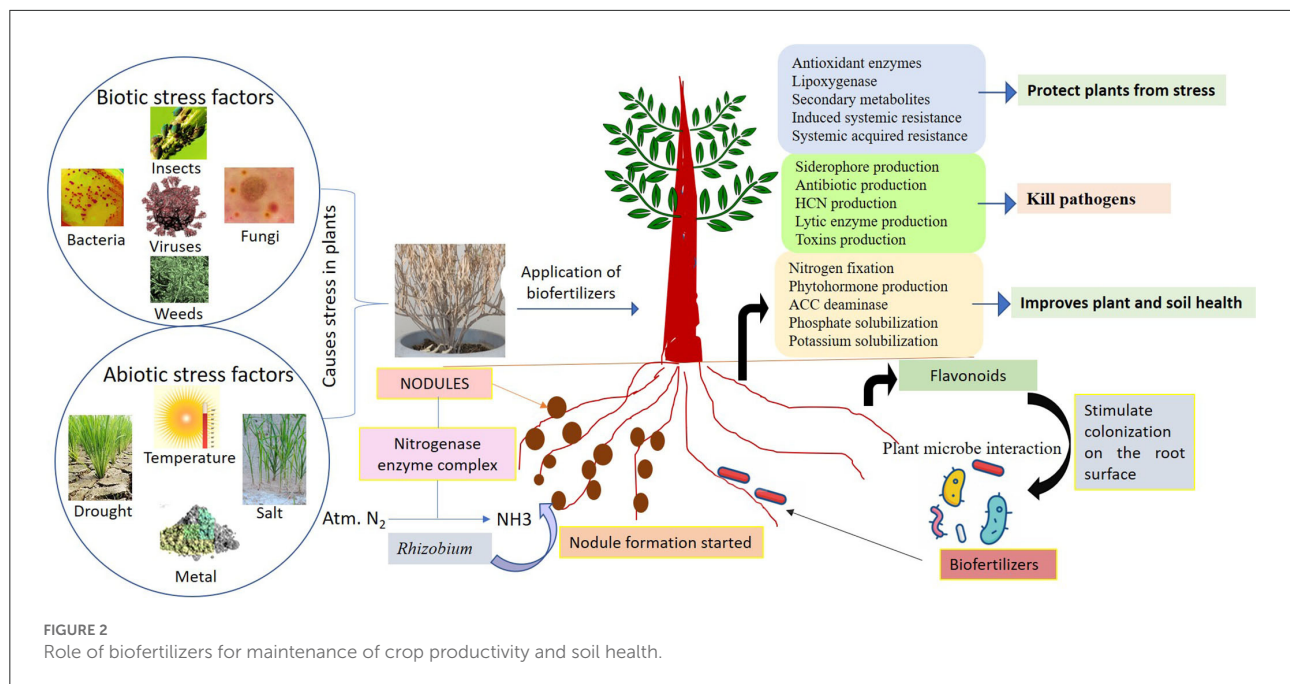 Biotic stress factors
Insects
Bacteria
Viruses
Fungi
Weeds
Abiotic stress factors
Temperature
Drought
Salt
Metal
Causes stress in plants
Application of
biofertilizers
NODULES
Nitrogenase
enzyme complex
Atm. N₂
NH3
Rhizobium
Nodule formation started
Antioxidant enzymes
Lipoxygenase
Secondary metabolites
Induced systemic resistance
Systemic acquired resistance
Protect plants from stress
Siderophore production
Antibiotic production
HCN production
Lytic enzyme production
Toxins production
Kill pathogens
Nitrogen fixation
Phytohormone production
ACC deaminase
Phosphate solubilization
Potassium solubilization
Improves plant and soil health
Flavonoids
Stimulate
colonization
on the root
surface
Plant microbe interaction
Biofertilizers
FIGURE 2
Role of biofertilizers for maintenance of crop productivity and soil health.